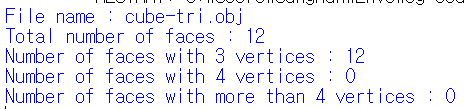 File name : cube-tri.obj
Total number of faces : 12
Number of faces with 3 vertices : 12
Number of faces with 4 vertices : 0
Number of faces with more than 4 vertices : 0